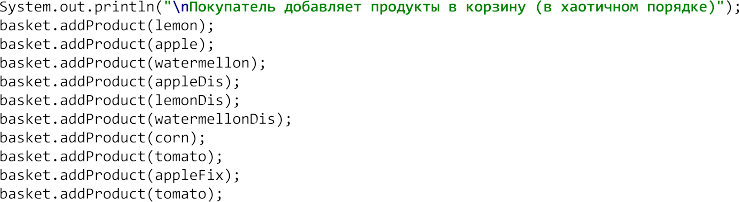 System.out.println("\nПокупатель добавляет продукты в корзину (в хаотичном порядке)");
basket.addProduct(lemon);
basket.addProduct(apple);
basket.addProduct(watermellon);
basket.addProduct(appleDis);
basket.addProduct(lemonDis);
basket.addProduct(watermellonDis);
basket.addProduct(corn);
basket.addProduct(tomato);
basket.addProduct(appleFix);
basket.addProduct(tomato);